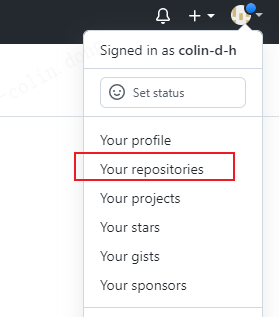 Signed in as colin-d-h
Set status
Your profile
Your repositories
Your projects
Your stars
Your gists
Your sponsors